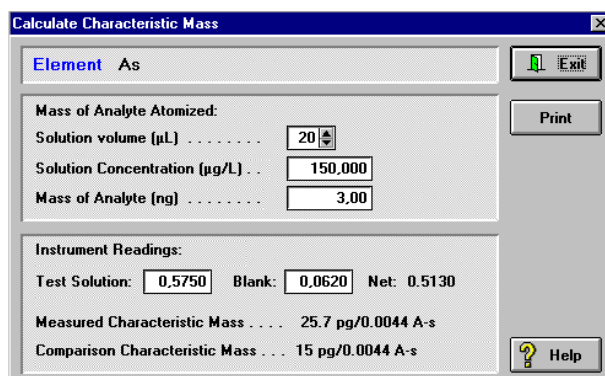 Calculate Characteristic Mass
Element As
Exit
Mass of Analyte Atomized:
Print
Solution volume (µL) . . . . . . . . 20
Solution Concentration (µg/L) . . 150,000
Mass of Analyte (ng) . . . . . . . . 3,00
Instrument Readings:
Test Solution: 0,5750 Blank: 0,0620 Net: 0.5130
Measured Characteristic Mass . . . . 25.7 pg/0.0044 A-s
Comparison Characteristic Mass . . . 15 pg/0.0044 A-s
? Help